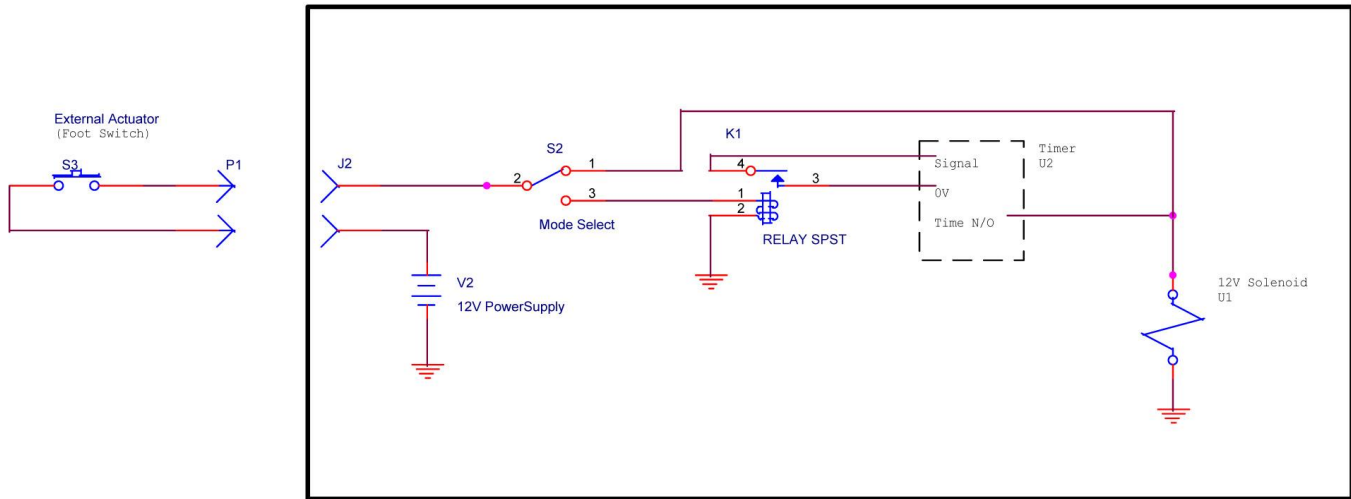 External Actuator
(Foot Switch)
S3
P1
J2
S2
1
2
3
Mode Select
V2
12V PowerSupply
K1
4
3
1
2
RELAY SPST
Signal
0V
Time N/O
Timer
U2
12V Solenoid
U1